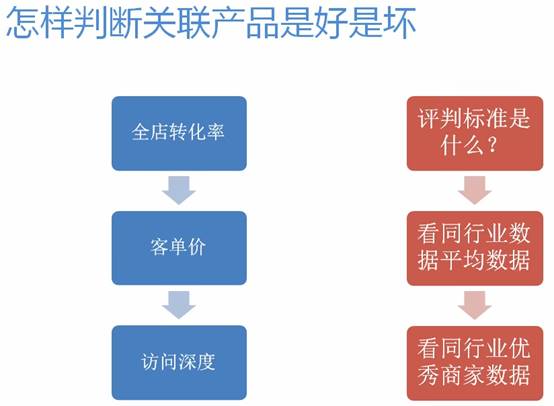 怎样判断关联产品是好是坏
全店转化率
客单价
访问深度
评判标准是
什么？
看同行业数
据平均数据
看同行业优
秀商家数据